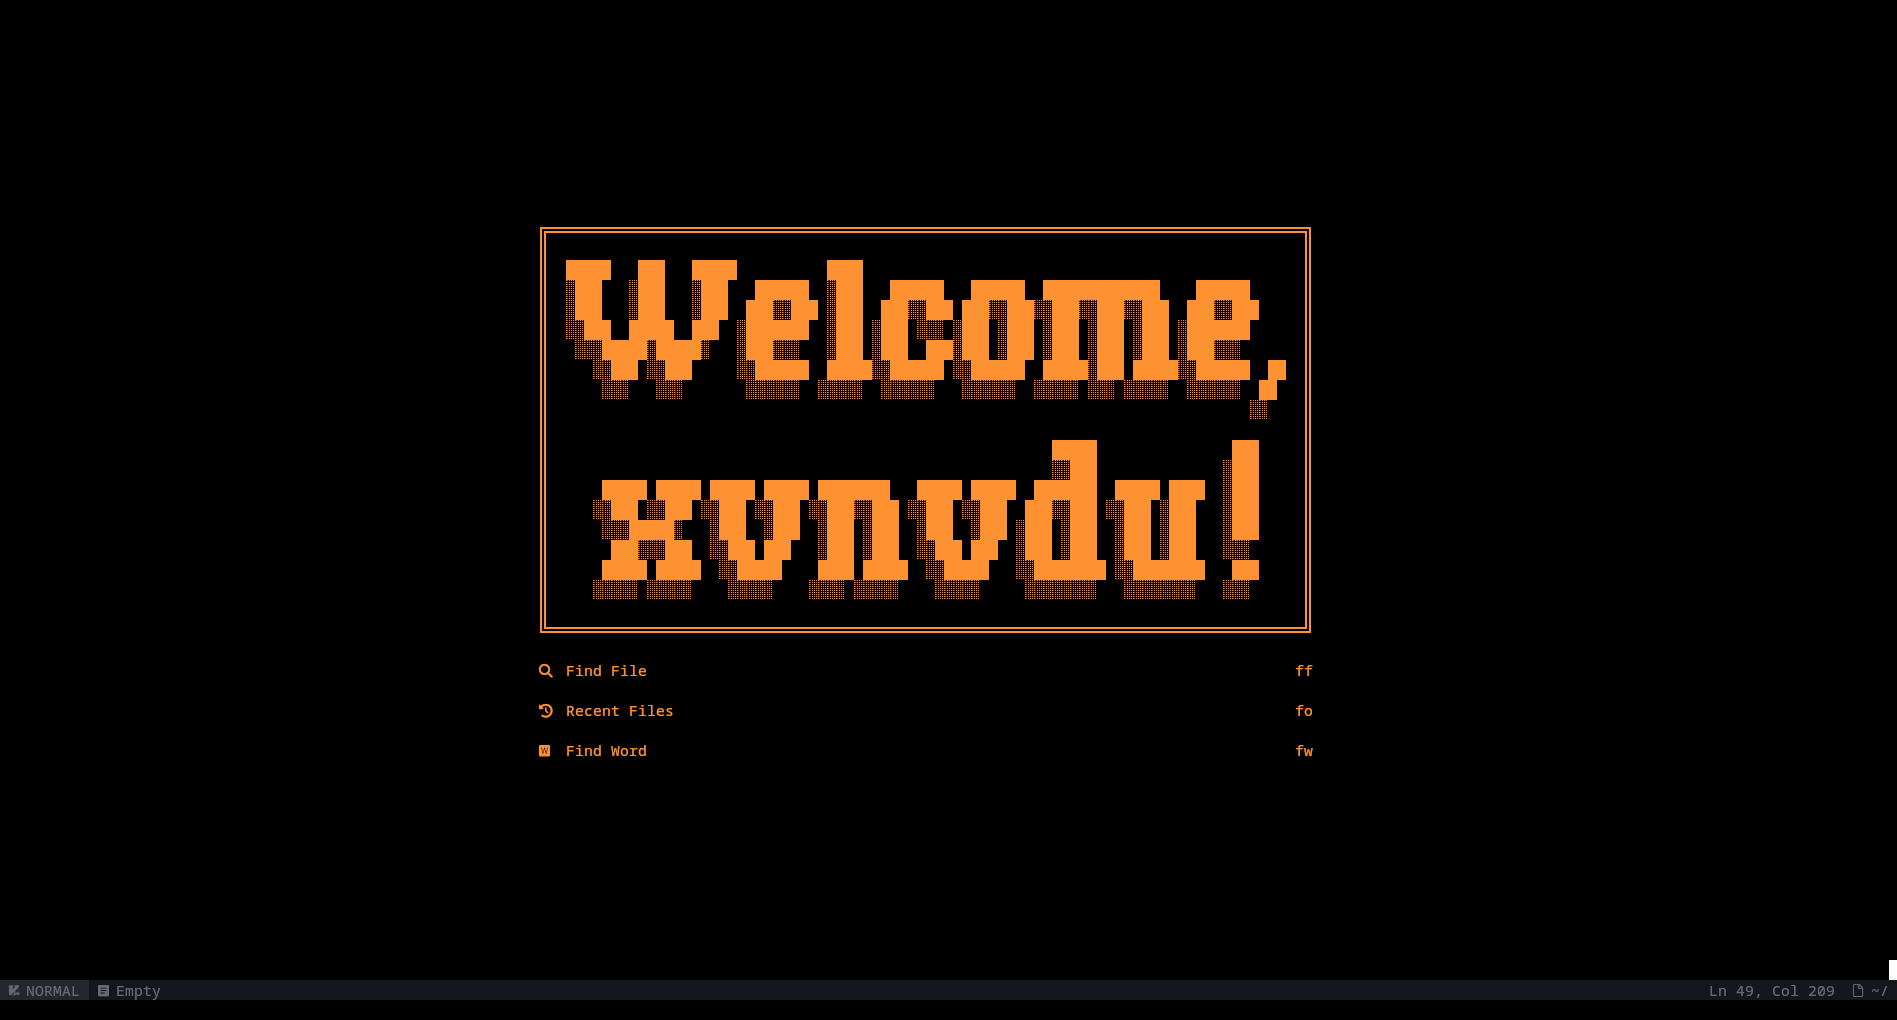 Welcome,
xvnvdu!
Find File ff
Recent Files fo
Find Word fw
NORMAL Empty Ln 49, Col 209 ~/